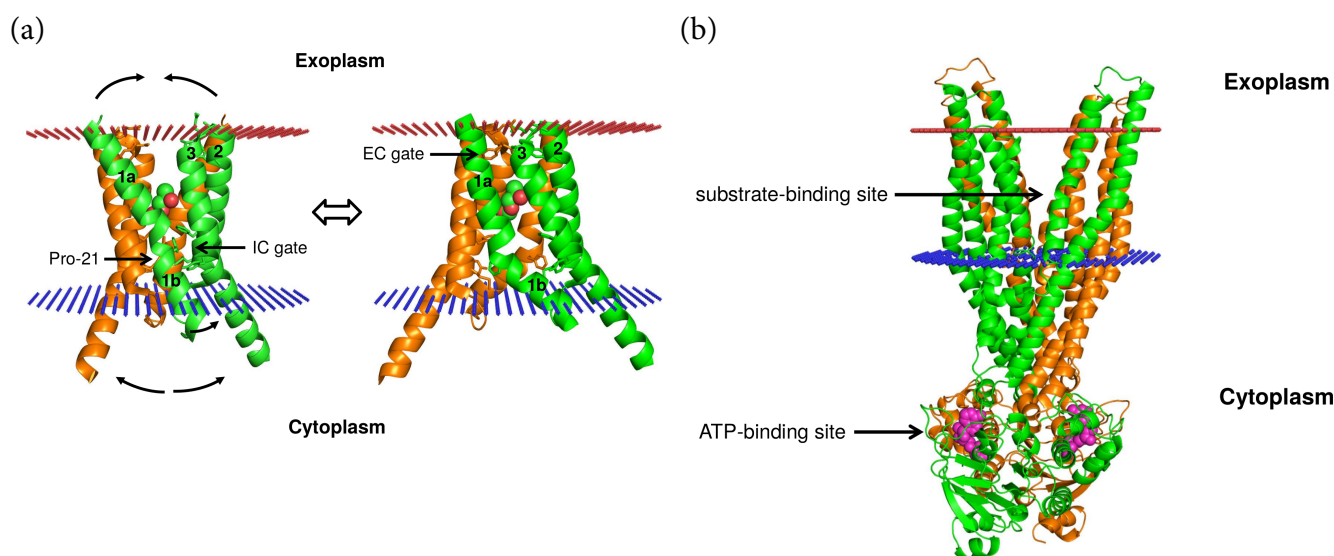 (a)
Exoplasm
EC gate
3
2
1a
3
2
1a
IC gate
Pro-21
1b
1b
Cytoplasm
(b)
Exoplasm
substrate-binding site
Cytoplasm
ATP-binding site